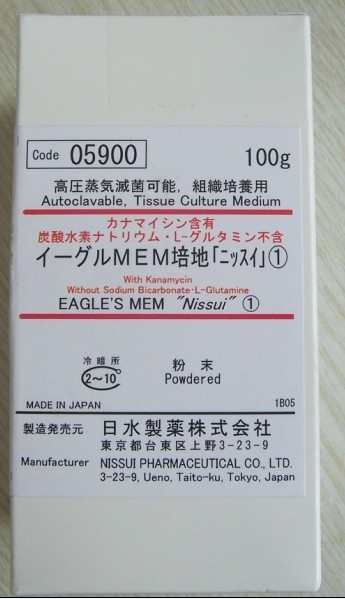 Code 05900 100g
高圧蒸気滅菌可能, 組織培養用
Autoclavable, Tissue Culture Medium
カナマイシン含有
炭酸水素ナトリウム・L-グルタミン不含
イーグルMEM培地「ニッスイ」①
With Kanamycin
Without Sodium Bicarbonate・L-Glutamine
EAGLE'S MEM "Nissui" ①
冷暗所 粉末
2~10° Powdered
MADE IN JAPAN 1B05
製造発売元 日水製薬株式会社
東京都台東区上野3-23-9
Manufacturer NISSUI PHARMACEUTICAL CO., LTD.
3-23-9, Ueno, Taito-ku, Tokyo, Japan